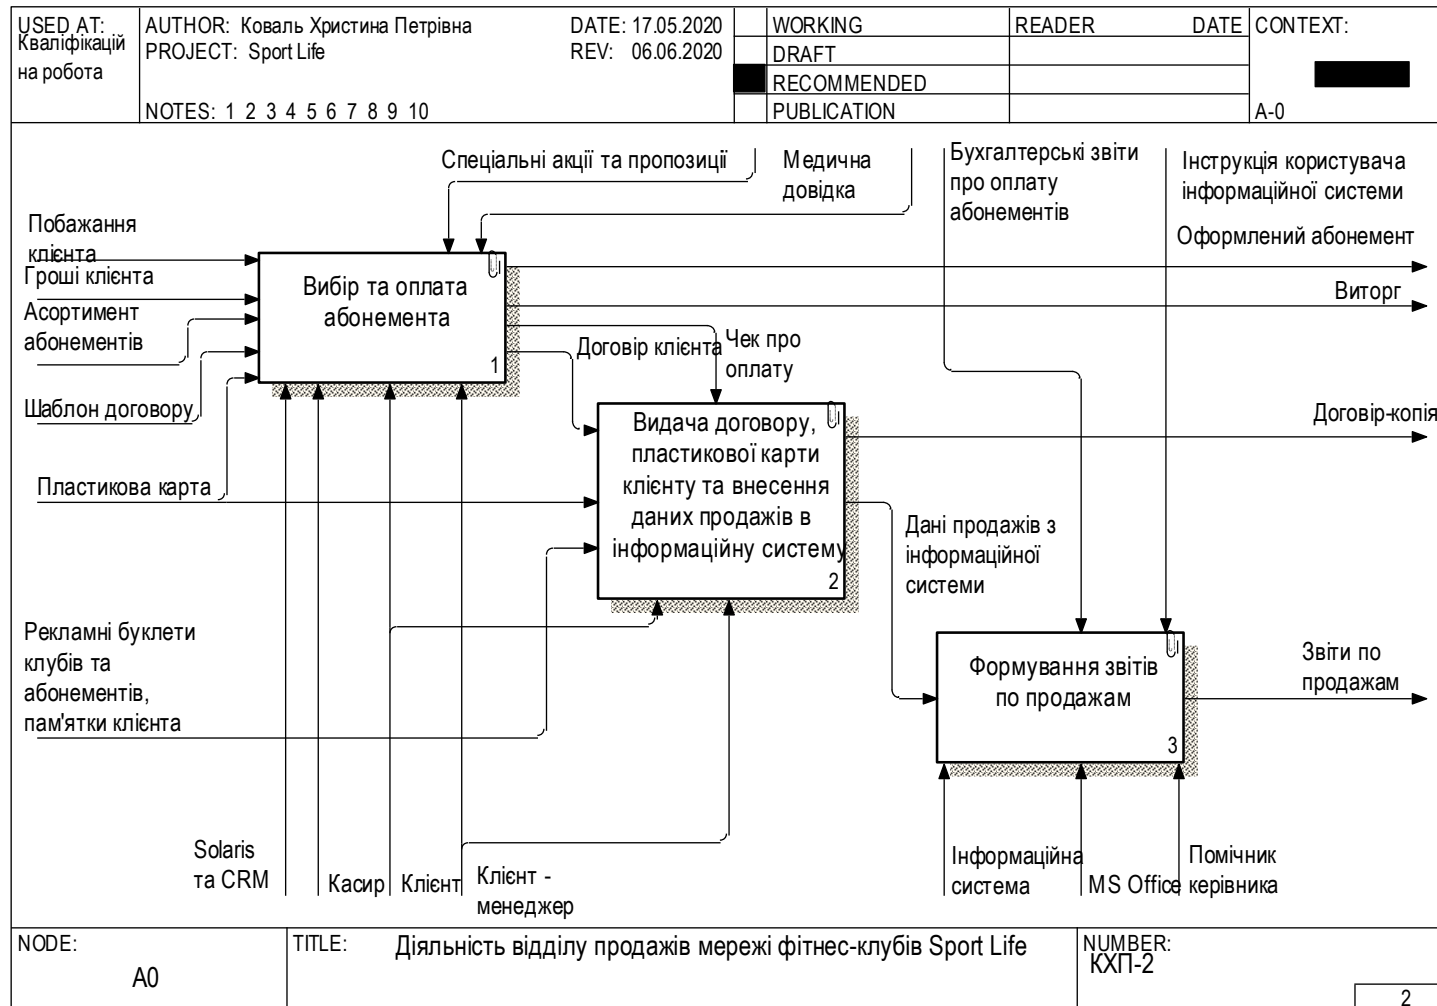 USED AT:
Кваліфікацій
на робота
AUTHOR: Коваль Христина Петрівна
DATE: 17.05.2020
PROJECT: Sport Life
REV: 06.06.2020
NOTES: 1 2 3 4 5 6 7 8 9 10
WORKING
DRAFT
RECOMMENDED
PUBLICATION
READER
DATE
CONTEXT:
A-0
Спеціальні акції та пропозиції
Медична
довідка
Бухгалтерські звіти
про оплату
абонементів
Інструкція користувача
інформаційної системи
Побажання
клієнта
Гроші клієнта
Асортимент
абонементів
Шаблон договору
Пластикова карта
Вибір та оплата
абонемента
1
Оформлений абонемент
Виторг
Договір клієнта
Чек про
оплату
Видача договору,
пластикової карти
клієнту та внесення
даних продажів в
інформаційну систему
2
Договір-копія
Дані продажів з
інформаційної
системи
Рекламні буклети
клубів та
абонементів,
пам'ятки клієнта
Формування звітів
по продажам
3
Звіти по
продажам
Solaris
та CRM
Касир
Клієнт
Клієнт -
менеджер
Інформаційна
система
MS Office
Помічник
керівника
NODE:
A0
TITLE:
Діяльність відділу продажів мережі фітнес-клубів Sport Life
NUMBER:
КХП-2
2